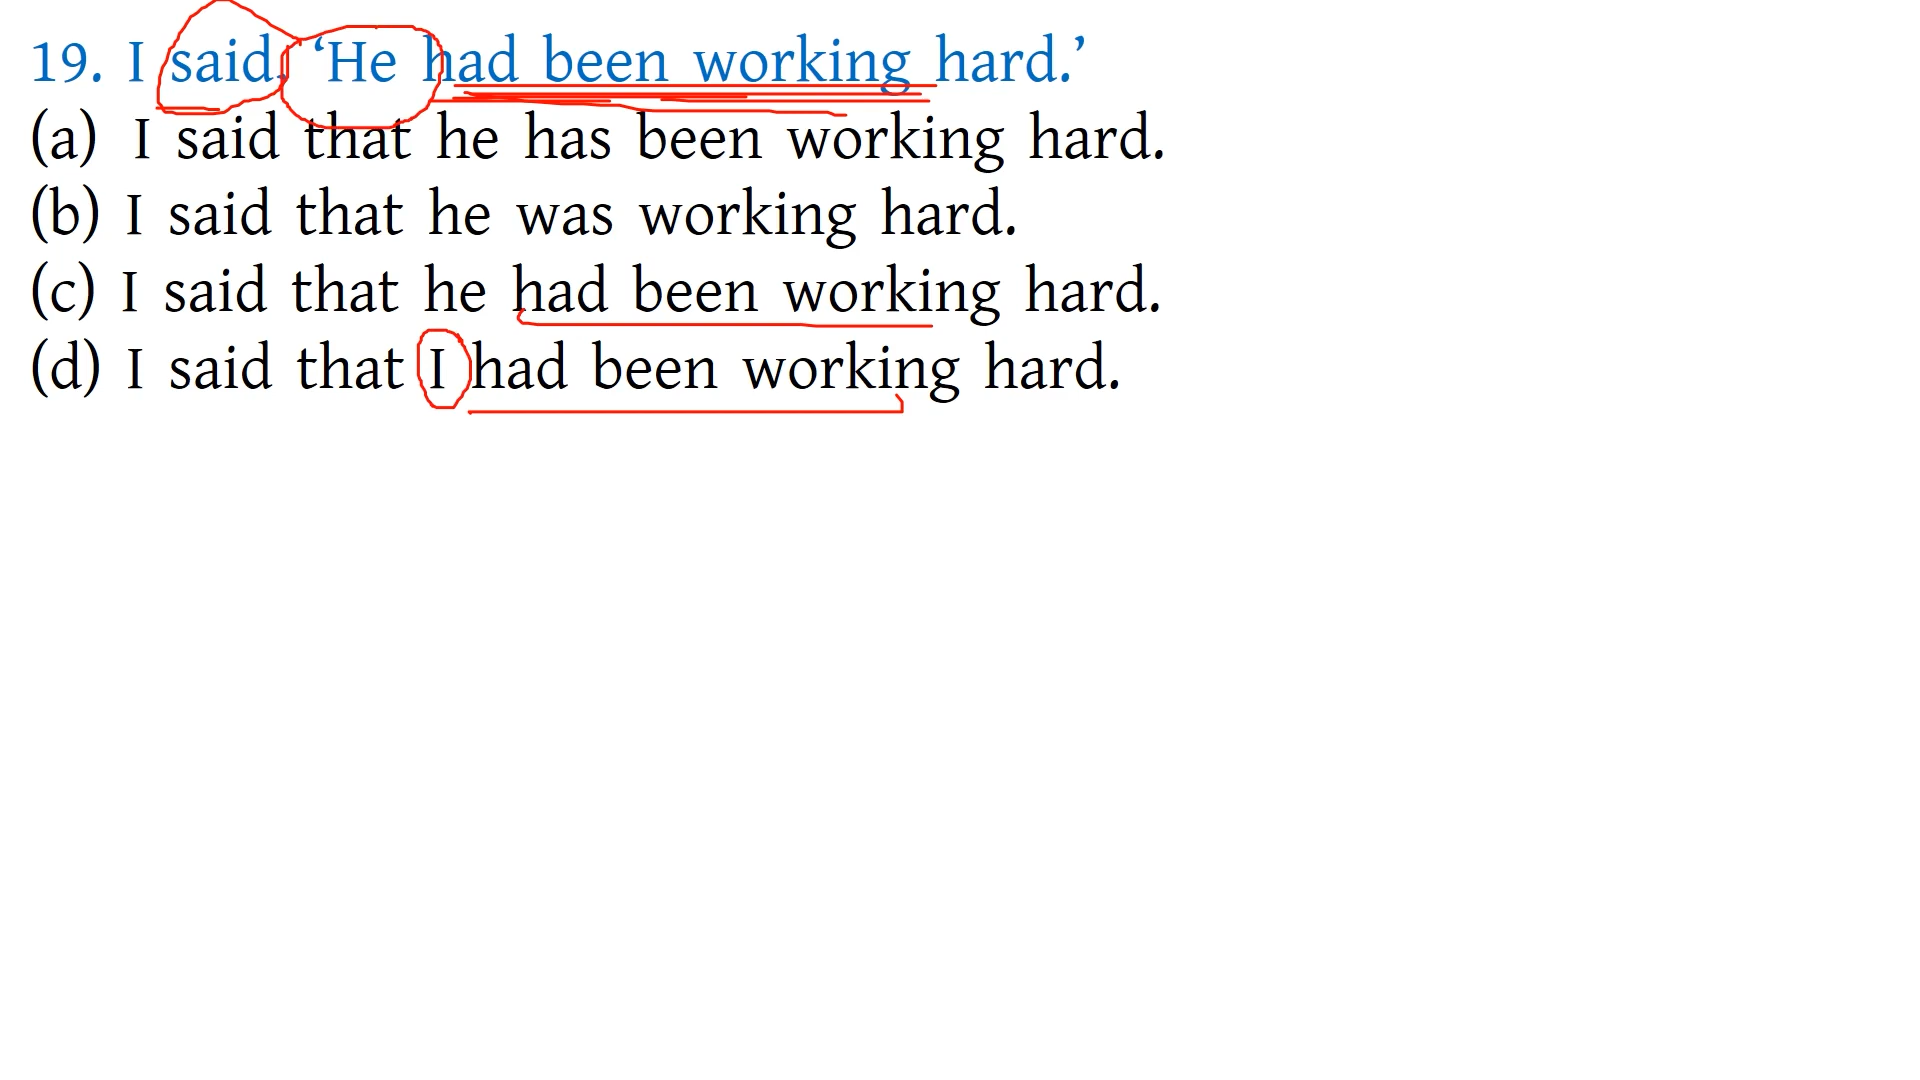 19. I said, ‘He had been working hard.’
(a) I said that he has been working hard.
(b) I said that he was working hard.
(c) I said that he had been working hard.
(d) I said that I had been working hard.